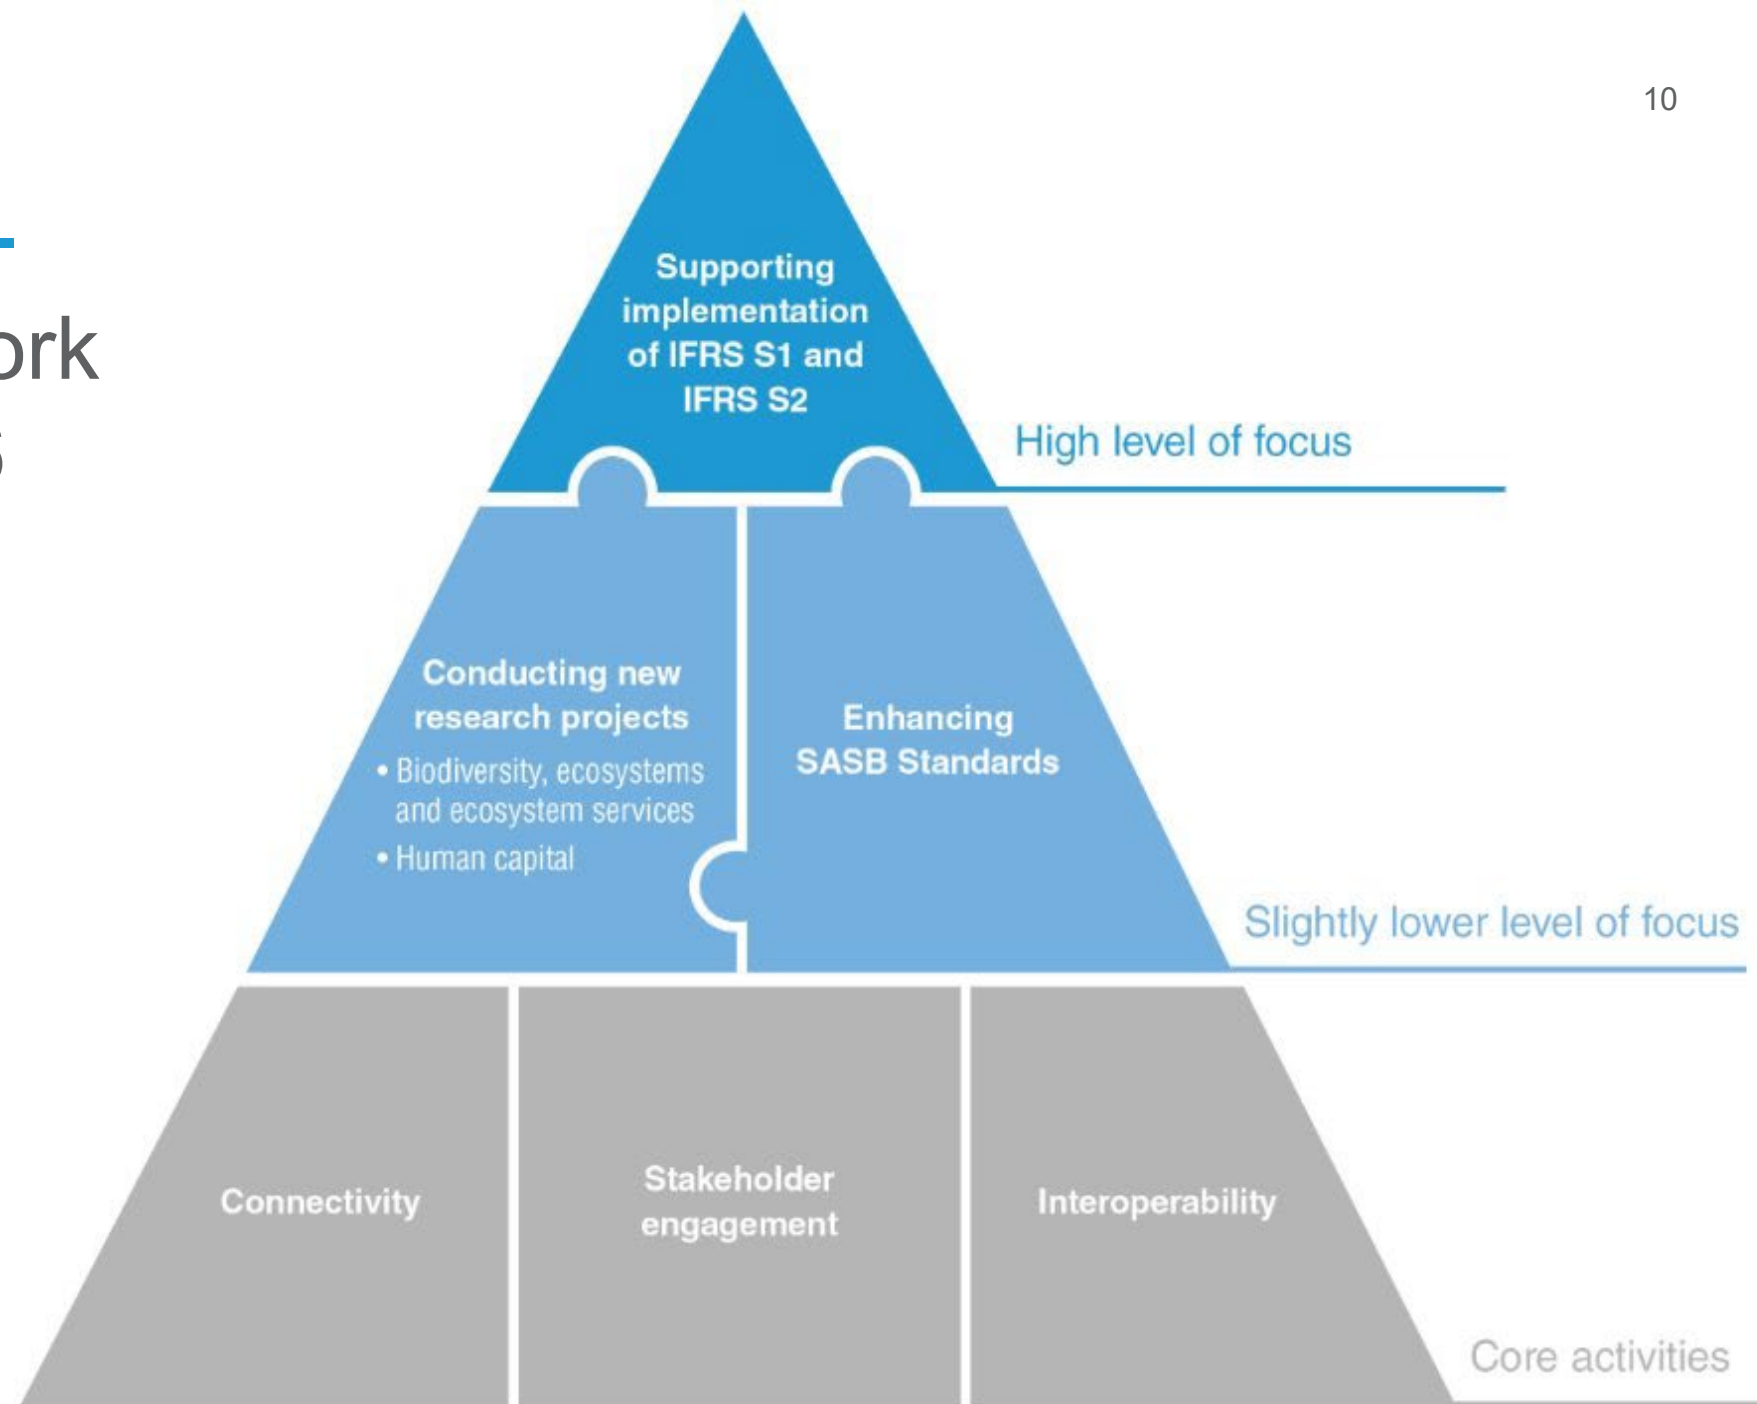 10
Supporting
implementation
of IFRS S1 and
IFRS S2
High level of focus
Conducting new
research projects
• Biodiversity, ecosystems
and ecosystem services
• Human capital
Enhancing
SASB Standards
Slightly lower level of focus
Connectivity
Stakeholder
engagement
Interoperability
Core activities